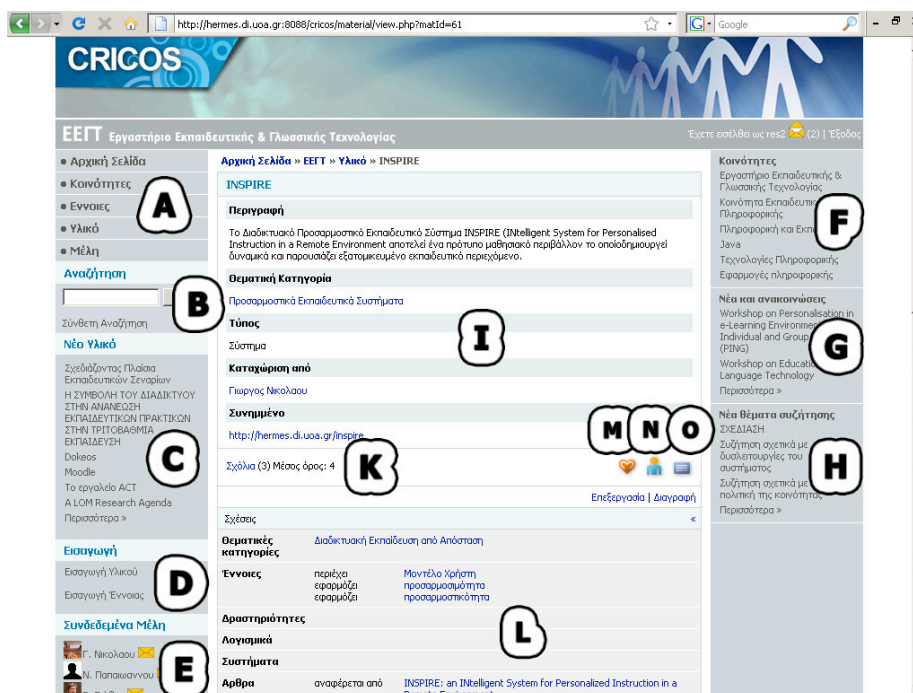 http://hermes.di.uoa.gr:8088/cricos/material/view.php?matId=61
Google
CRICOS
ΕΕΓΤ Εργαστήριο Εκπαιδευτικής & Γλωσσικής Τεχνολογίας
Έχετε εισέλθει ως res2 (2) | Έξοδος
Αρχική Σελίδα
Κοινότητες
Εννοιες
Υλικό
Μέλη
A
Αναζήτηση
B
Σύνθετη Αναζήτηση
Νέο Υλικό
Σχεδιάζοντας Πλαίσια
Εκπαιδευτικών Σεναρίων
Η ΣΥΜΒΟΛΗ ΤΟΥ ΔΙΑΔΙΚΤΥΟΥ
ΣΤΗΝ ΑΝΑΝΕΩΣΗ
ΕΚΠΑΙΔΕΥΤΙΚΩΝ ΠΡΑΚΤΙΚΩΝ
ΣΤΗΝ ΤΡΙΤΟΒΑΘΜΙΑ
ΕΚΠΑΙΔΕΥΣΗ
Dokeos
Moodle
Το εργαλείο ACT
A LOM Research Agenda
Περισσότερα »
C
Εισαγωγή
Εισαγωγή Υλικού
Εισαγωγή Έννοιας
D
Συνδεδεμένα Μέλη
Γ. Νικολαου
Ν. Παπαιωαννου
E
Αρχική Σελίδα » ΕΕΓΤ » Υλικό » INSPIRE
INSPIRE
Περιγραφή
Το Διαδικτυακό Προσαρμοστικό Εκπαιδευτικό Σύστημα INSPIRE (INtelligent System for Personalised
Instruction in a Remote Environment αποτελεί ένα πρότυπο μαθησιακό περιβάλλον το οποίοδημιουργεί
δυναμικά και παρουσιάζει εξατομικευμένο εκπαιδευτικό περιεχόμενο.
Θεματική Κατηγορία
Προσαρμοστικά Εκπαιδευτικά Συστήματα
Τύπος
Σύστημα
I
Καταχώριση από
Γιωργος Νικολαου
Συνημμένο
http://hermes.di.uoa.gr/inspire
M N O
Σχόλια (3) Μέσος όρος: 4
K
Επεξεργασία | Διαγραφή
Σχέσεις «
Θεματικές Διαδικτυακή Εκπαίδευση από Απόσταση
κατηγορίες
Έννοιες περιέχει Μοντέλο Χρήστη
εφαρμόζει προσαρμοσιμότητα
εφαρμόζει προσαρμοστικότητα
Δραστηριότητες
Λογισμικά
L
Συστήματα
Αρθρα αναφέρεται από INSPIRE: an INtelligent System for Personalized Instruction in a
Κοινότητες
Εργαστήριο Εκπαιδευτικής &
Γλωσσικής Τεχνολογίας
Κοινότητα
Πληροφορικής
Πληροφορική και
Java
Τεχνολογίες Πληροφορικής
Εφαρμογές πληροφορικής
F
Νέα και ανακοινώσεις
Workshop on Personalisation in
e-Learning
Individual and Group
(PING)
Workshop on
Language Technology
Περισσότερα »
G
Νέα θέματα συζήτησης
ΣΧΕΔΙΑΣΗ
Συζήτηση σχετικά με
δυσλειτουργίες του
συστήματος
Συζήτηση σχετικά με
πολιτική της κοινότητας
Περισσότερα »
H